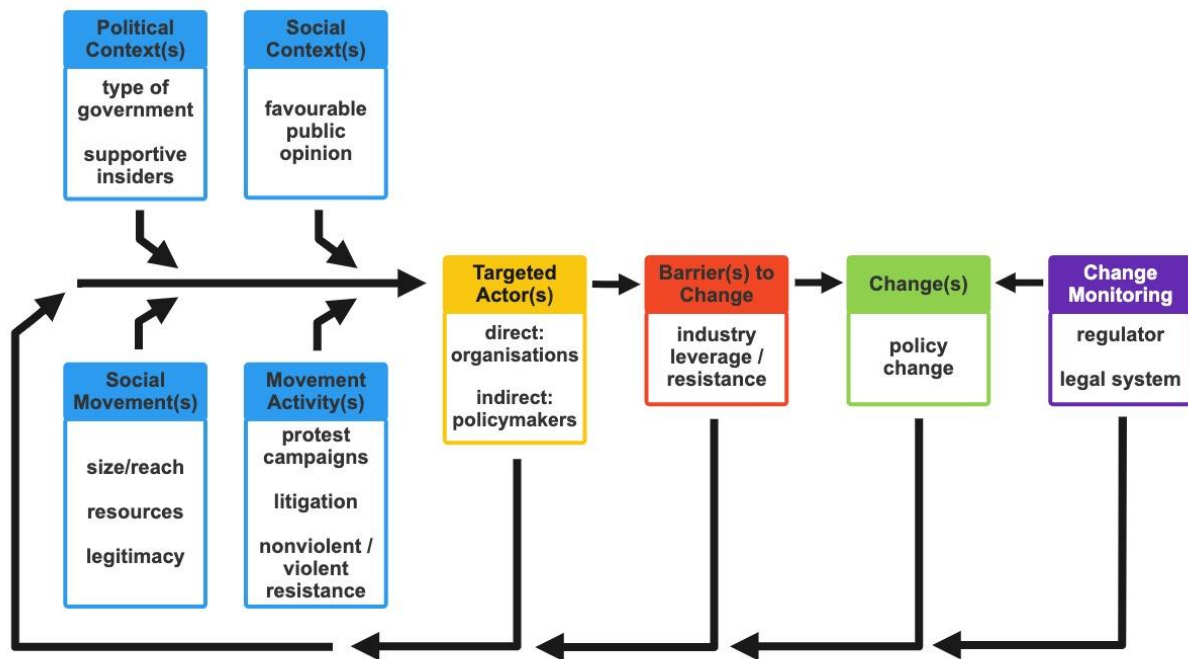 Political
Context(s)
type of
government
supportive
insiders
Social
Context(s)
favourable
public
opinion
Social
Movement(s)
size/reach
resources
legitimacy
Movement
Activity(s)
protest
campaigns
litigation
nonviolent /
violent
resistance
Targeted
Actor(s)
direct:
organisations
indirect:
policymakers
Barrier(s) to
Change
industry
leverage /
resistance
Change(s)
policy
change
Change
Monitoring
regulator
legal system